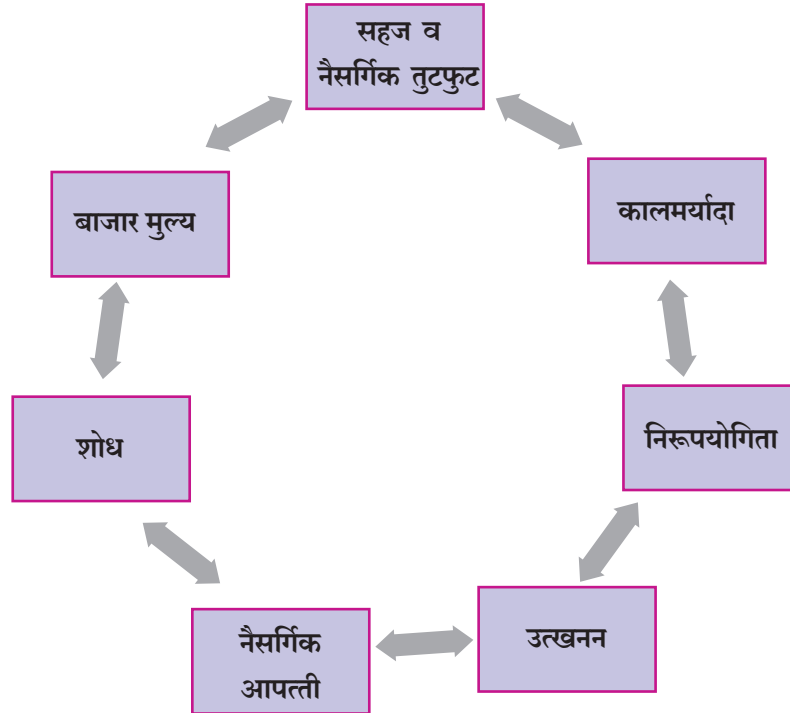 सहज व
नैसर्गिक तुटफुट
कालमर्यादा
निरूपयोगिता
उत्खनन
नैसर्गिक
आपत्ती
शोध
बाजार मुल्य